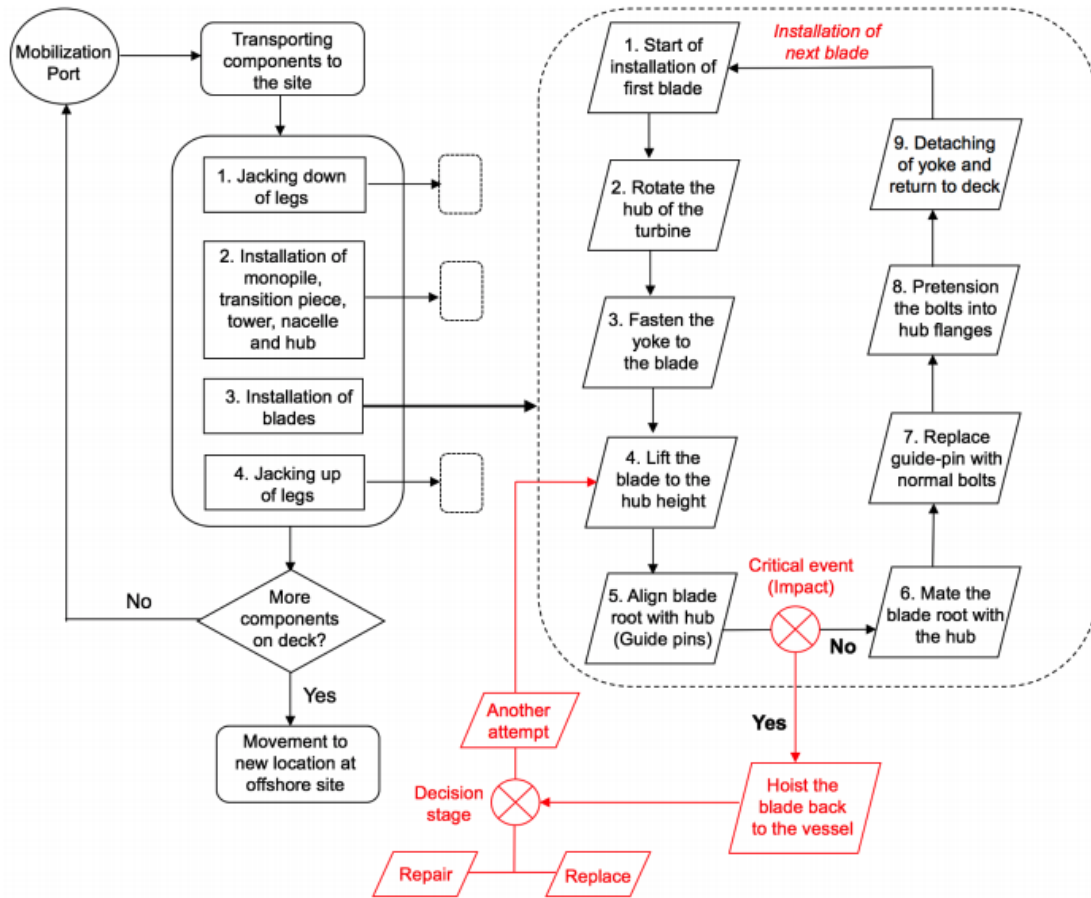 Mobilization
Port
Transporting
components to
the site
1. Jacking down
of legs
2. Installation of
monopile,
transition piece,
tower, nacelle
and hub
3. Installation of
blades
4. Jacking up
of legs
More
components
on deck?
No
Yes
Movement to
new location at
offshore site
1. Start of
installation of
first blade
Installation of
next blade
2. Rotate the
hub of the
turbine
3. Fasten the
yoke to
the blade
4. Lift the
blade to the
hub height
5. Align blade
root with hub
(Guide pins)
Critical event
(Impact)
No
Yes
6. Mate the
blade root with
the hub
7. Replace
guide-pin with
normal bolts
8. Pretension
the bolts into
hub flanges
9. Detaching
of yoke and
return to deck
Hoist the
blade back
to the vessel
Decision
stage
Another
attempt
Repair
Replace